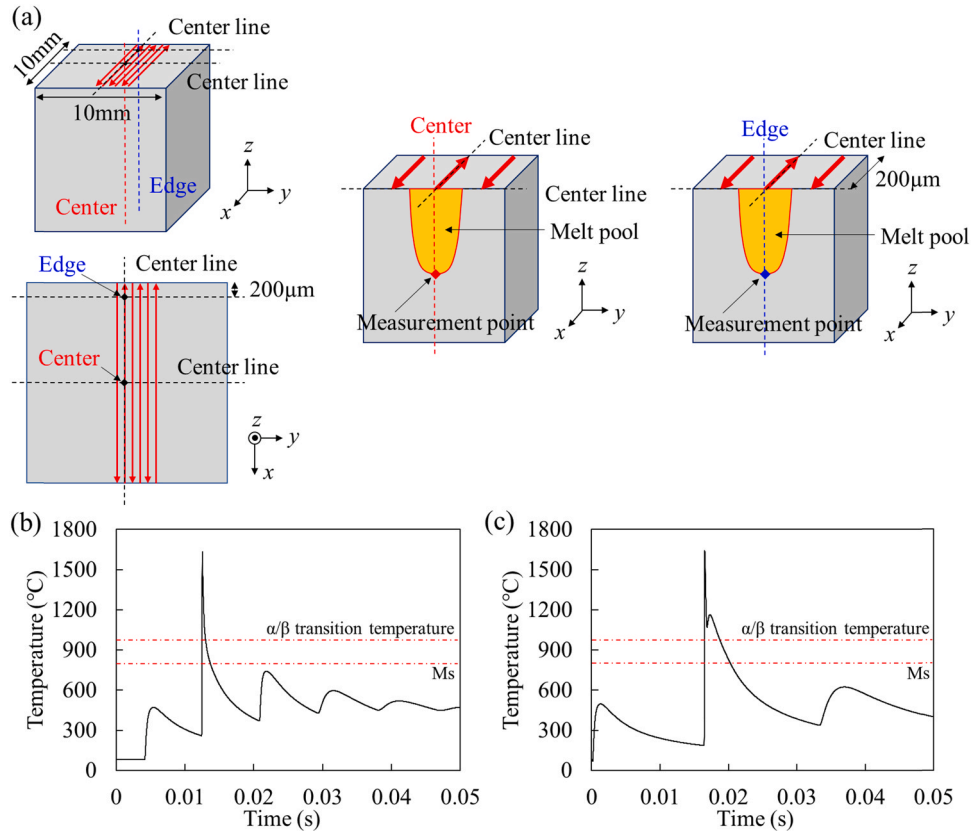 (a)
Center line
10mm
Center line
10mm
z
y
x
Edge
Center
Edge
Center line
200μm
Center
Center line
z
y
x
Center
Center line
Center line
Melt pool
Measurement point
z
y
x
Edge
Center line
200μm
Melt pool
Measurement point
z
y
x
(b)
1800
1500
1200
900
600
300
0
Temperature (°C)
α/β transition temperature
Ms
0 0.01 0.02 0.03 0.04 0.05
Time (s)
(c)
1800
1500
1200
900
600
300
0
Temperature (°C)
α/β transition temperature
Ms
0 0.01 0.02 0.03 0.04 0.05
Time (s)